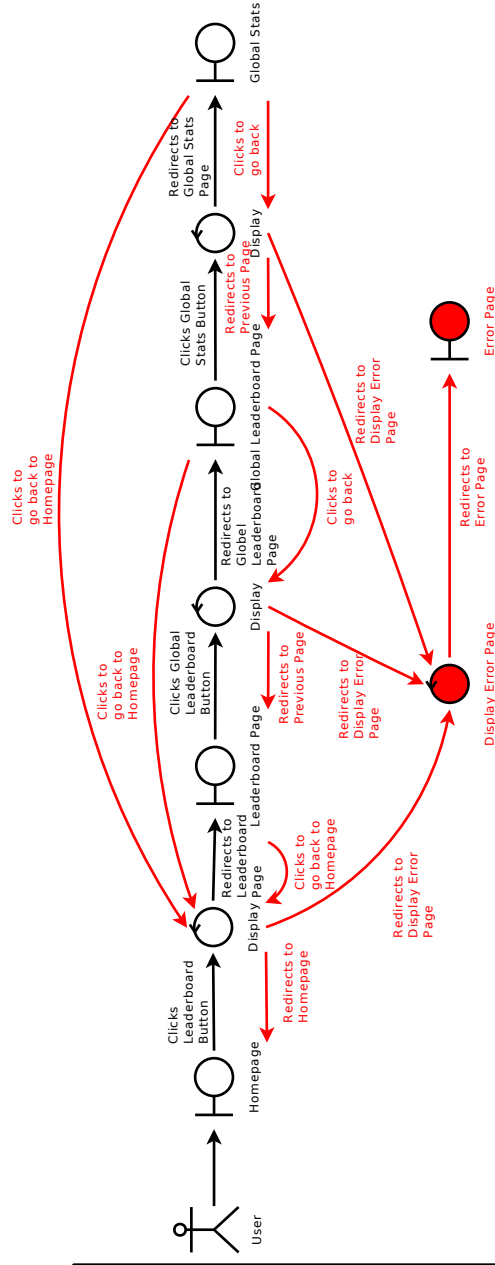 Clicks to
go back to
Homepage
Clicks to
go back to
Homepage
Clicks
Leaderboard
Button
Redirects to
Leaderboard
Page
Clicks Global
Leaderboard
Button
Redirects to
Globel
Leaderboard
Page
Clicks Global
Stats Button
Redirects to
Global Stats
Page
User
Homepage
Display
Leaderboard Page
Display
Global Leaderboard Page
Display
Global Stats
Redirects to
Homepage
Clicks to
go back to
Homepage
Redirects to
Previous Page
Clicks to
go back
Redirects to
Previous Page
Clicks to
go back
Redirects to
Display Error
Page
Redirects to
Display Error
Page
Redirects to
Display Error
Page
Redirects to
Error Page
Display Error Page
Error Page